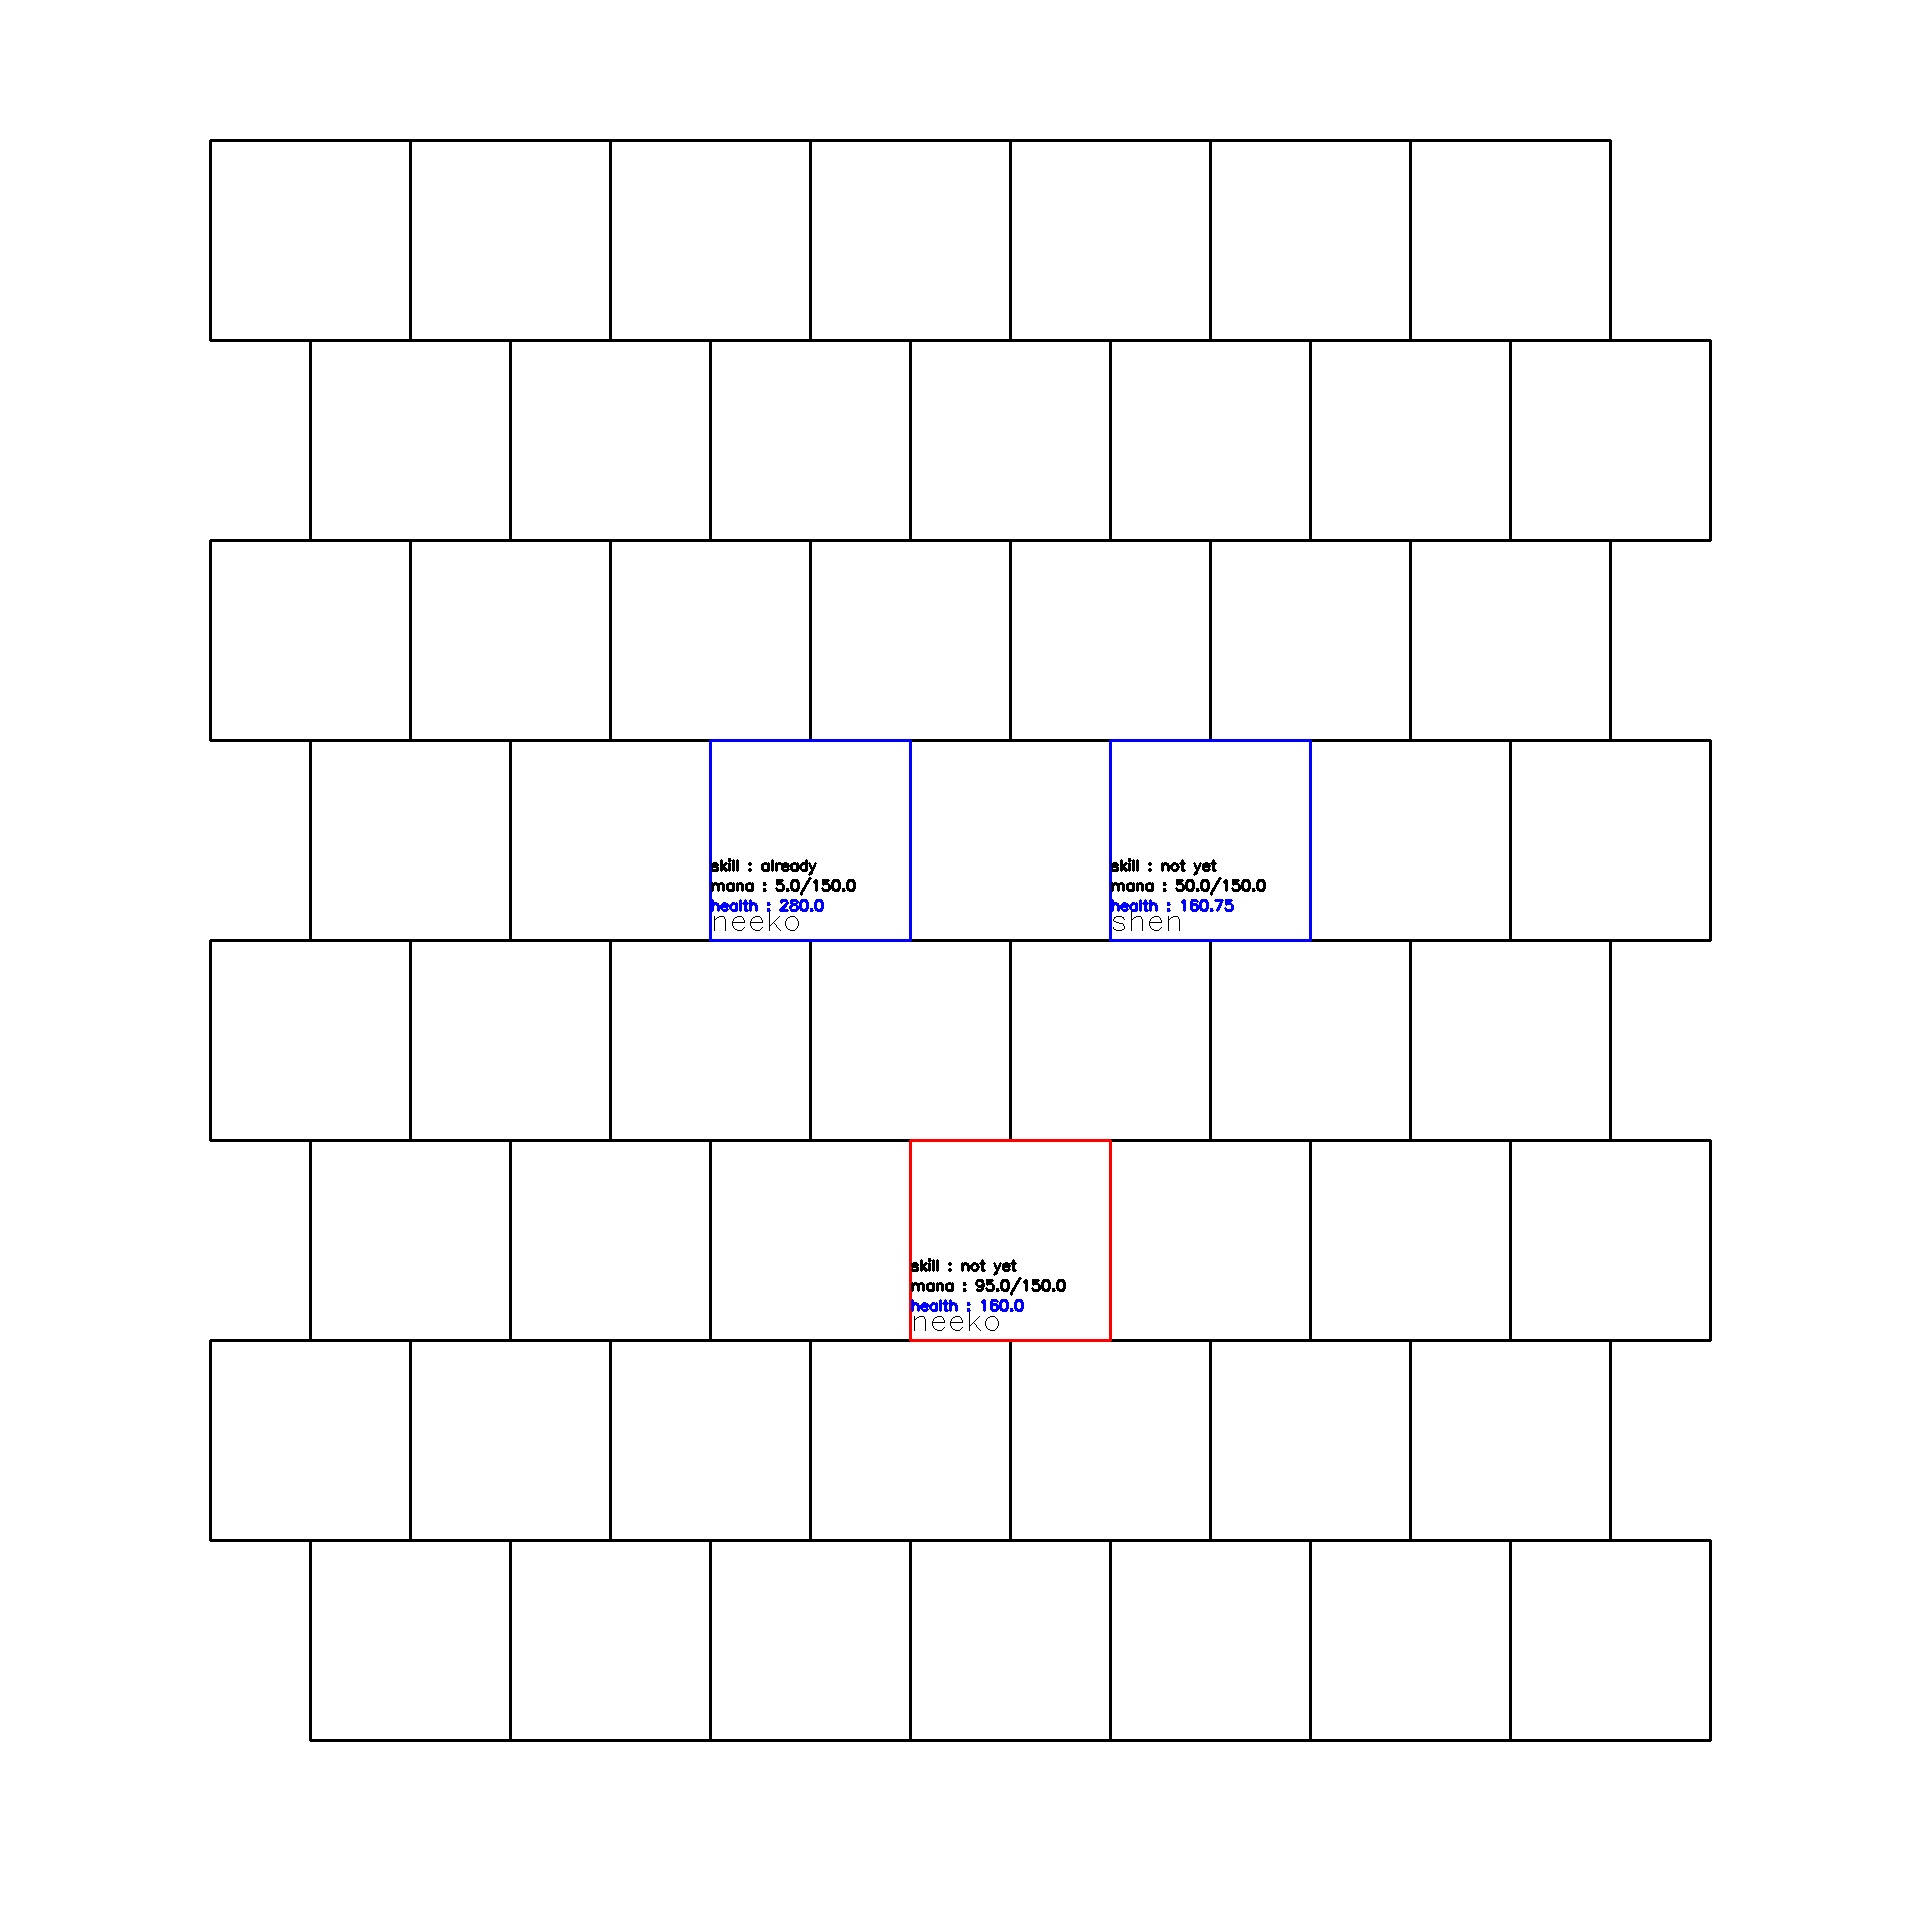 skill : already
mana : 5.0/150.0
health : 280.0
neeko
skill : not yet
mana : 50.0/150.0
health : 160.75
shen
skill : not yet
mana : 95.0/150.0
health : 160.0
neeko